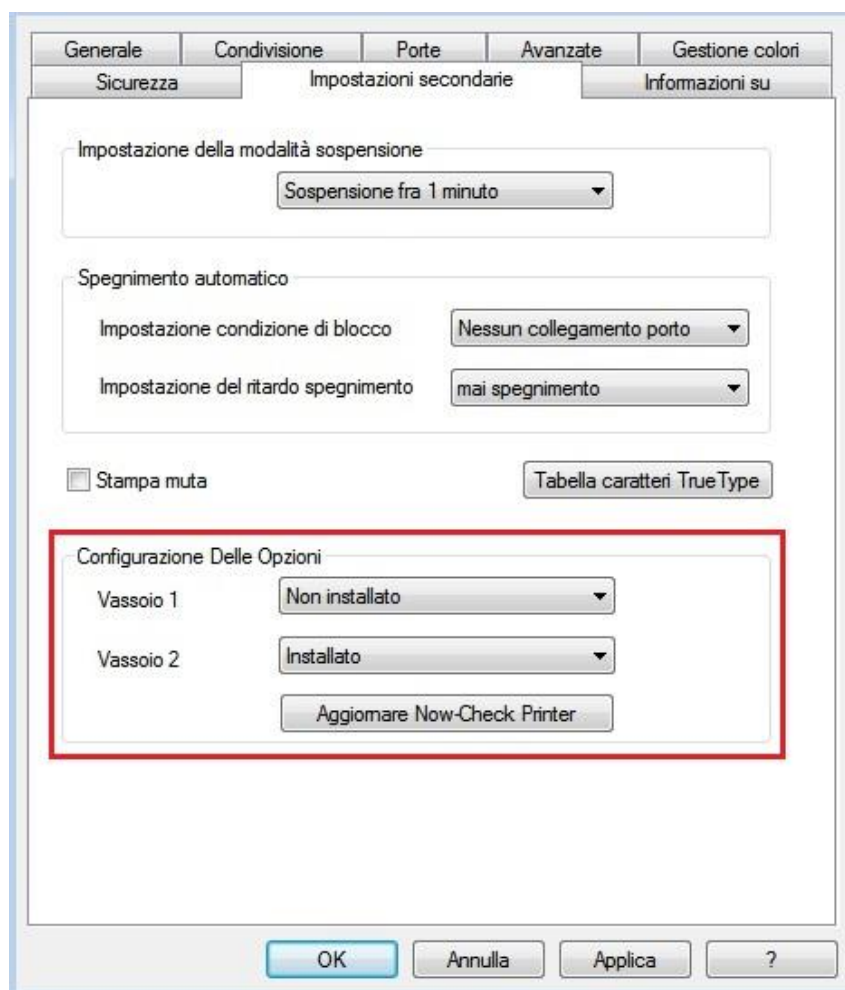 Generale Condivisione Porte Avanzate Gestione colori
Sicurezza Impostazioni secondarie Informazioni su
Impostazione della modalità sospensione
Sospensione fra 1 minuto
Spegnimento automatico
Impostazione condizione di blocco Nessun collegamento porto
Impostazione del ritardo spegnimento mai spegnimento
Stampa muta Tabella caratteri TrueType
Configurazione Delle Opzioni
Vassoio 1 Non installato
Vassoio 2 Installato
Aggiornare Now-Check Printer
OK Annulla Applica ?